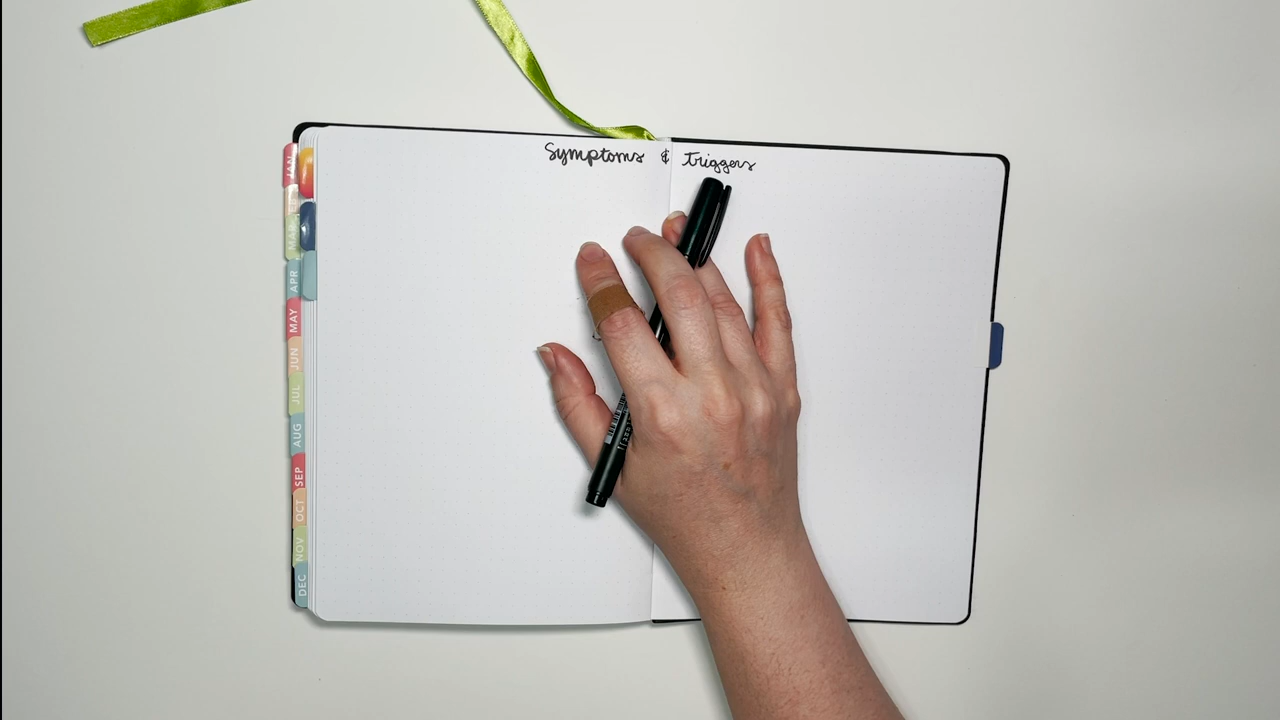 Symptoms & triggers
JAN
MAR
APR
MAY
JUN
JUL
AUG
SEP
OCT
NOV
DEC